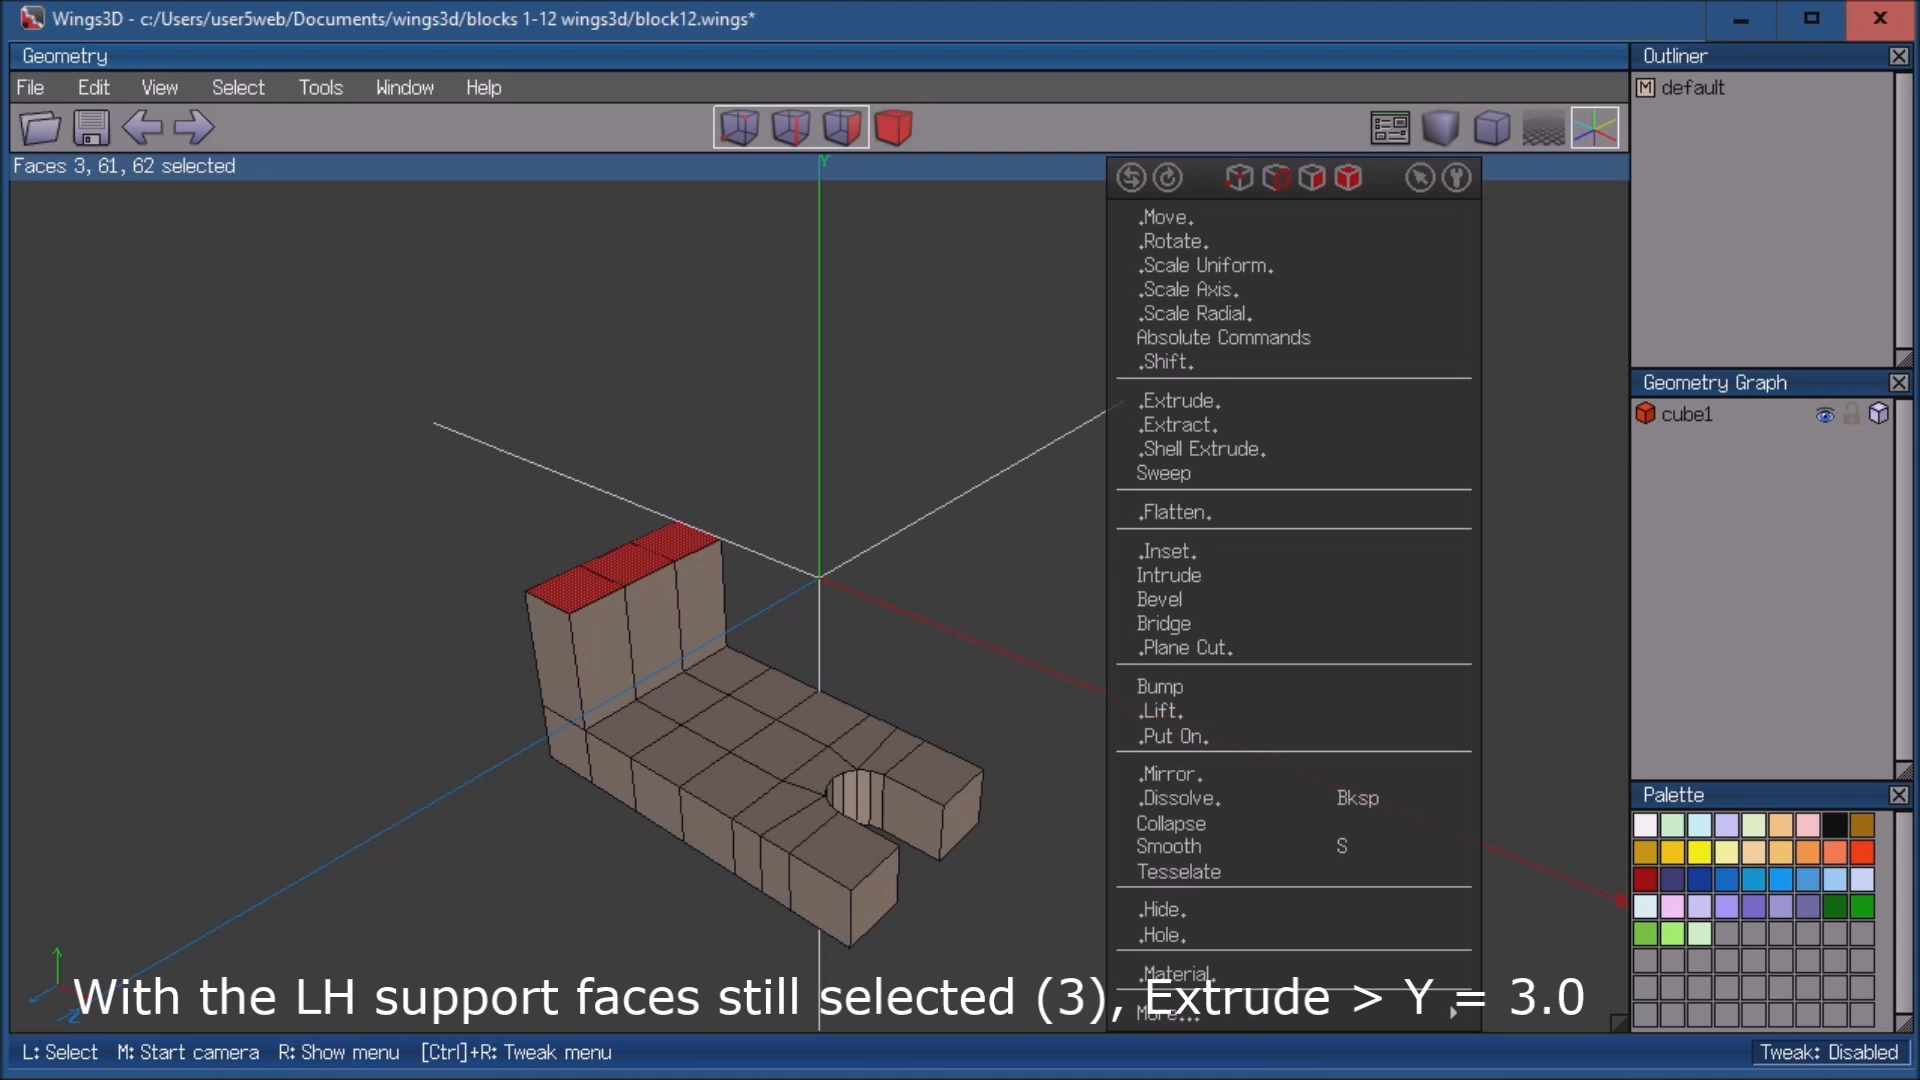 Wings3D - c:/Users/user5web/Documents/wings3d/blocks 1-12 wings3d/block12.wings*
Geometry
File Edit View Select Tools Window Help
Faces 3, 61, 62 selected
Y
.Move.
.Rotate.
.Scale Uniform.
.Scale Axis.
.Scale Radial.
Absolute Commands
.Shift.
.Extrude.
.Extract.
.Shell Extrude.
Sweep
.Flatten.
.Inset.
Intrude
Bevel
Bridge
.Plane Cut.
Bump
.Lift.
.Put On.
.Mirror.
.Dissolve. Bksp
Collapse
Smooth S
Tesselate
.Hide.
.Hole.
.Material.
More...
Outliner
M default
Geometry Graph
cube1
Palette
X
Z
With the LH support faces still selected (3), Extrude > Y = 3.0
L: Select M: Start camera R: Show menu [Ctrl]+R: Tweak menu
Tweak: Disabled